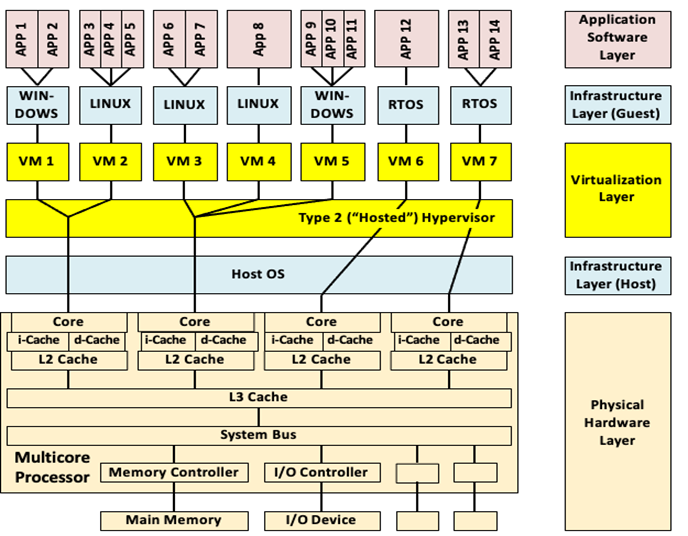 APP 1 APP 2 APP 3 APP 4 APP 5 APP 6 APP 7 App 8 APP 9 APP 10 APP 11 APP 12 APP 13 APP 14
Application
Software
Layer
WIN-
DOWS
LINUX
LINUX
LINUX
WIN-
DOWS
RTOS
RTOS
Infrastructure
Layer (Guest)
VM 1 VM 2 VM 3 VM 4 VM 5 VM 6 VM 7
Virtualization
Layer
Type 2 (“Hosted”) Hypervisor
Host OS
Infrastructure
Layer (Host)
Core Core Core Core
i-Cache d-Cache i-Cache d-Cache i-Cache d-Cache i-Cache d-Cache
L2 Cache L2 Cache L2 Cache L2 Cache
L3 Cache
System Bus
Physical
Hardware
Layer
Multicore
Processor
Memory Controller I/O Controller
Main Memory I/O Device